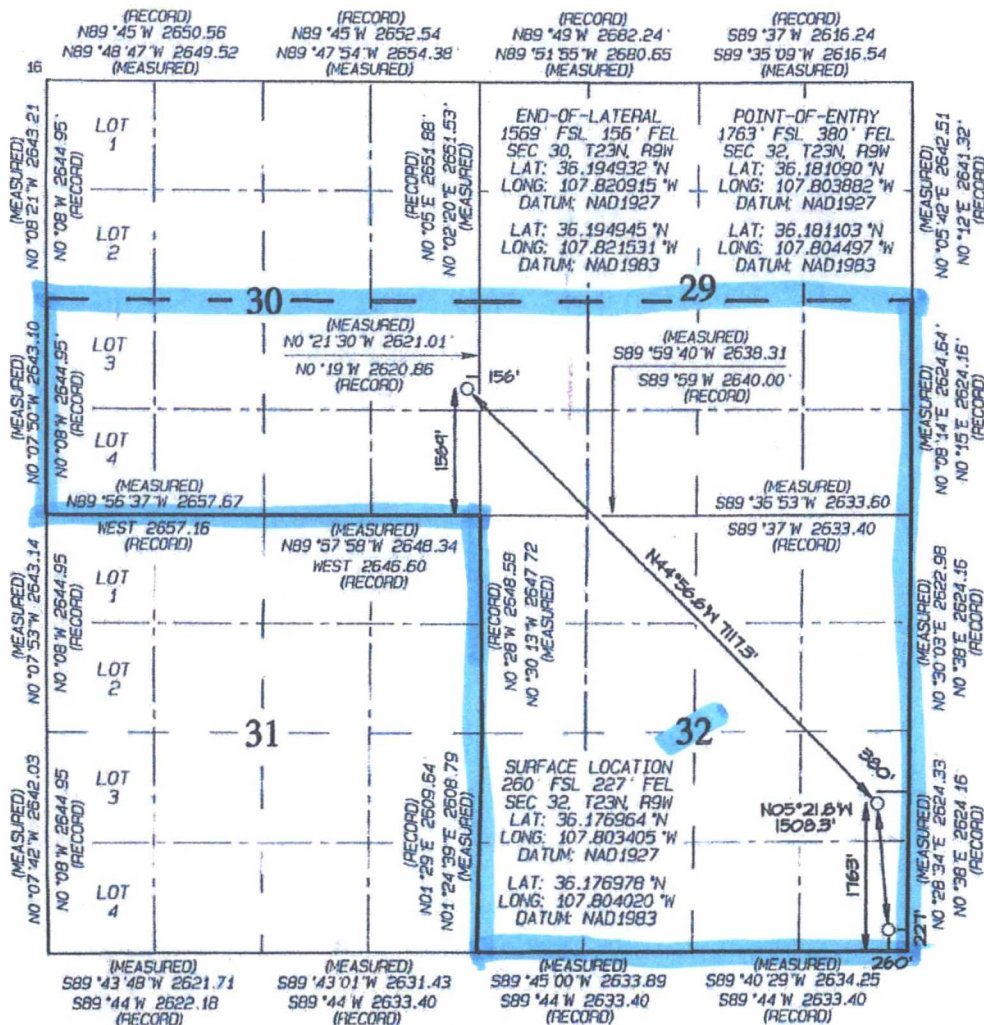 (RECORD)
N89°45'W 2650.56
N89°48'47"W 2649.52
(MEASURED)
(RECORD)
N89°45'W 2652.54
N89°47'54"W 2654.38'
(MEASURED)
(RECORD)
N89°49'W 2682.24'
N89°51'55"W 2680.65
(MEASURED)
(RECORD)
S89°37'W 2616.24
S89°35'09"W 2616.54
(MEASURED)
16
(MEASURED)
N0°08'21"W 2643.21
N0°08'W 2644.95'
(RECORD)
LOT
1
LOT
2
(RECORD)
N0°05'E 2651.88'
N0°02'20"E 2651.53'
(MEASURED)
END-OF-LATERAL
1569' FSL 156' FEL
SEC 30, T23N, R9W
LAT: 36.194932°N
LONG: 107.820915°W
DATUM: NAD1927
LAT: 36.194945°N
LONG: 107.821531°W
DATUM: NAD1983
POINT-OF-ENTRY
1763' FSL 380' FEL
SEC 32, T23N, R9W
LAT: 36.181090°N
LONG: 107.803882°W
DATUM: NAD1927
LAT: 36.181103°N
LONG: 107.804497°W
DATUM: NAD1983
(MEASURED)
N0°05'42"E 2642.51
N0°12'E 2641.32'
(RECORD)
30
29
(MEASURED)
N0°07'50"W 2643.10
N0°08'W 2644.95'
(RECORD)
LOT
3
LOT
4
(MEASURED)
N0°21'30"W 2621.01'
N0°19'W 2620.86
(RECORD)
156'
1569'
(MEASURED)
S89°59'40"W 2638.31
S89°59'W 2640.00'
(RECORD)
(MEASURED)
N0°08'14"E 2624.64'
N0°15'E 2624.16'
(RECORD)
(MEASURED)
N89°56'37"W 2657.67
WEST 2657.16
(RECORD)
(MEASURED)
N89°57'58"W 2648.34
WEST 2646.60
(RECORD)
(MEASURED)
S89°36'53"W 2633.60
S89°37'W 2633.40
(RECORD)
(MEASURED)
N0°07'53"W 2643.14
N0°08'W 2644.95
(RECORD)
LOT
1
LOT
2
(RECORD)
N0°28'W 2648.58
N0°30'13"W 2647.72
(MEASURED)
N44°56.6'W 7117.3'
(MEASURED)
N0°30'03"E 2622.98
N0°38'E 2624.16
(RECORD)
31
32
(MEASURED)
N0°07'42"W 2642.03
N0°08'W 2644.95
(RECORD)
LOT
3
LOT
4
(RECORD)
N01°29'E 2609.64'
N01°24'39"E 2608.79
(MEASURED)
SURFACE LOCATION
260' FSL 227' FEL
SEC 32, T23N, R9W
LAT: 36.176964°N
LONG: 107.803405°W
DATUM: NAD1927
LAT: 36.176978°N
LONG: 107.804020°W
DATUM: NAD1983
380'
N05°21.8'W
1508.3'
1763'
227'
260'
(MEASURED)
N0°28'34"E 2624.33
N0°38'E 2624.16
(RECORD)
(MEASURED)
S89°43'48"W 2621.71
S89°44'W 2622.18
(RECORD)
(MEASURED)
S89°43'01"W 2631.43
S89°44'W 2633.40
(RECORD)
(MEASURED)
S89°45'00"W 2633.89
S89°44'W 2633.40
(RECORD)
(MEASURED)
S89°40'29"W 2634.25
S89°44'W 2633.40
(RECORD)